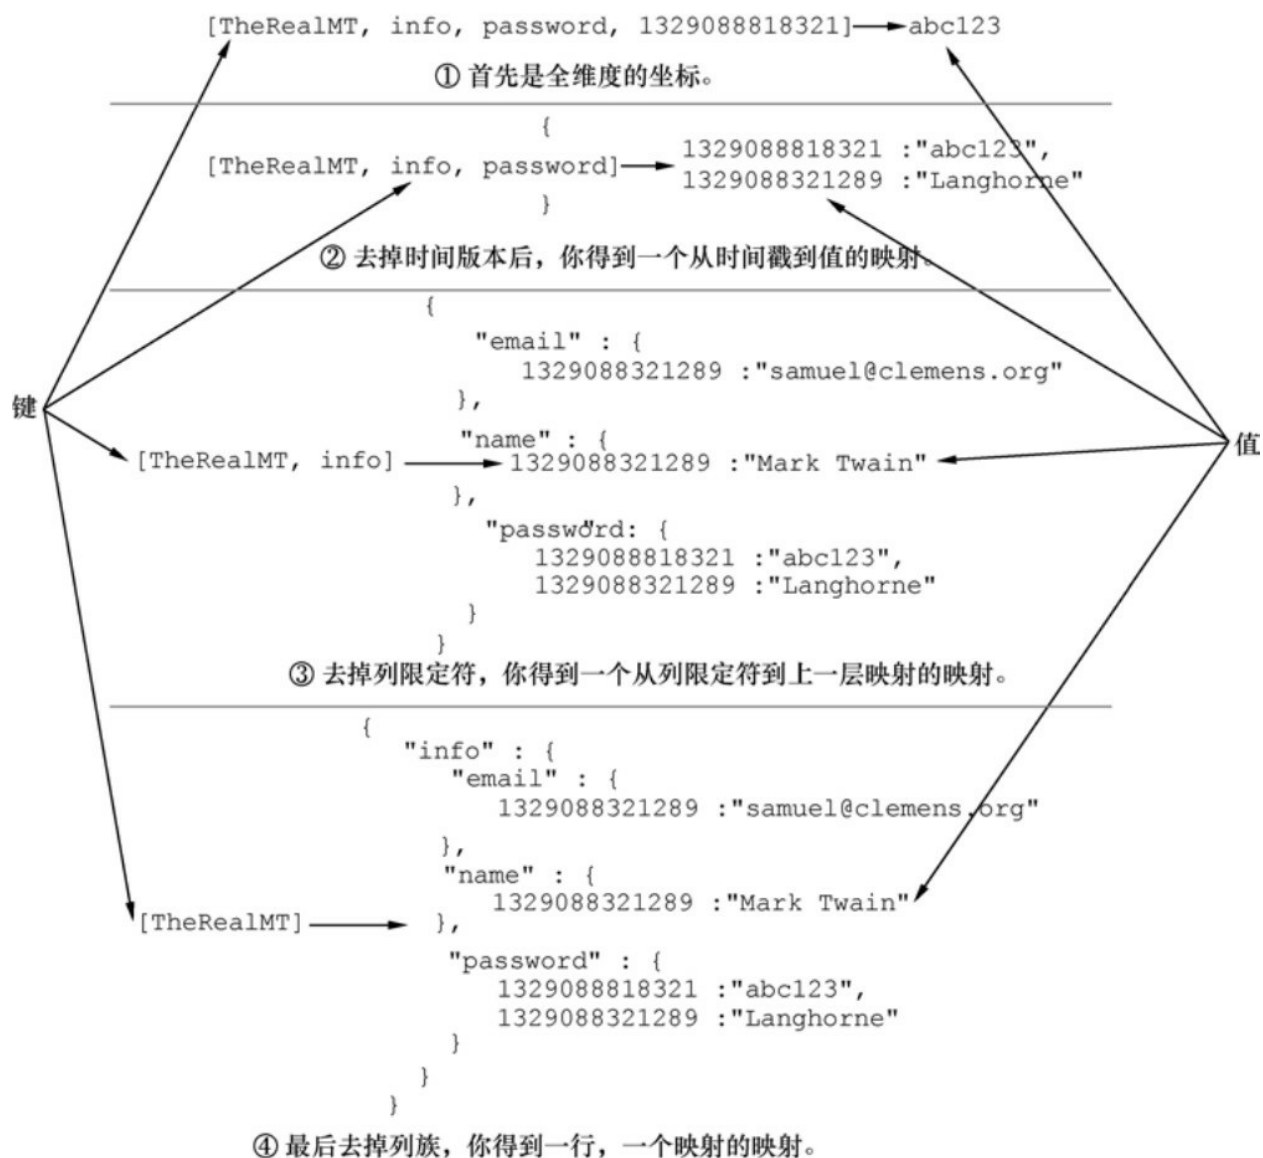 [TheRealMT, info, password, 1329088818321] abc123
① 首先是全维度的坐标。
{
[TheRealMT, info, password] 1329088818321 :"abc123",
1329088321289 :"Langhorne"
}
② 去掉时间版本后，你得到一个从时间戳到值的映射。
{
"email" : {
1329088321289 :"samuel@clemens.org"
},
键
"name" : {
值
[TheRealMT, info] 1329088321289 :"Mark Twain"
},
"password": {
1329088818321 :"abc123",
1329088321289 :"Langhorne"
}
}
③ 去掉列限定符，你得到一个从列限定符到上一层映射的映射。
{
"info" : {
"email" : {
1329088321289 :"samuel@clemens.org"
},
"name" : {
1329088321289 :"Mark Twain"
[TheRealMT] },
"password" : {
1329088818321 :"abc123",
1329088321289 :"Langhorne"
}
}
}
④ 最后去掉列族，你得到一行，一个映射的映射。